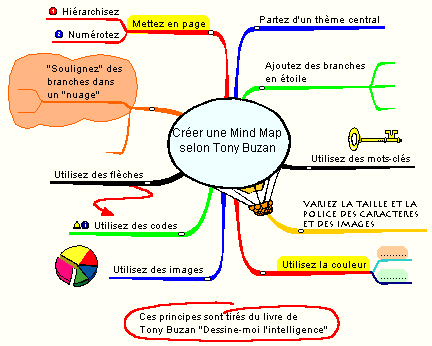 1 Hiérarchisez
2 Numérotez
Mettez en page
Partez d'un thème central
"Soulignez" des
branches dans
un "nuage"
Ajoutez des branches
en étoile
Créer une Mind Map
selon Tony Buzan
Utilisez des mots-clés
Utilisez des flèches
VARIEZ LA TAILLE ET LA
POLICE DES CARACTERES
ET DES IMAGES
Utilisez des codes
Utilisez des images
Utilisez la couleur
.........
.........
Ces principes sont tirés du livre de
Tony Buzan "Dessine-moi l'intelligence"